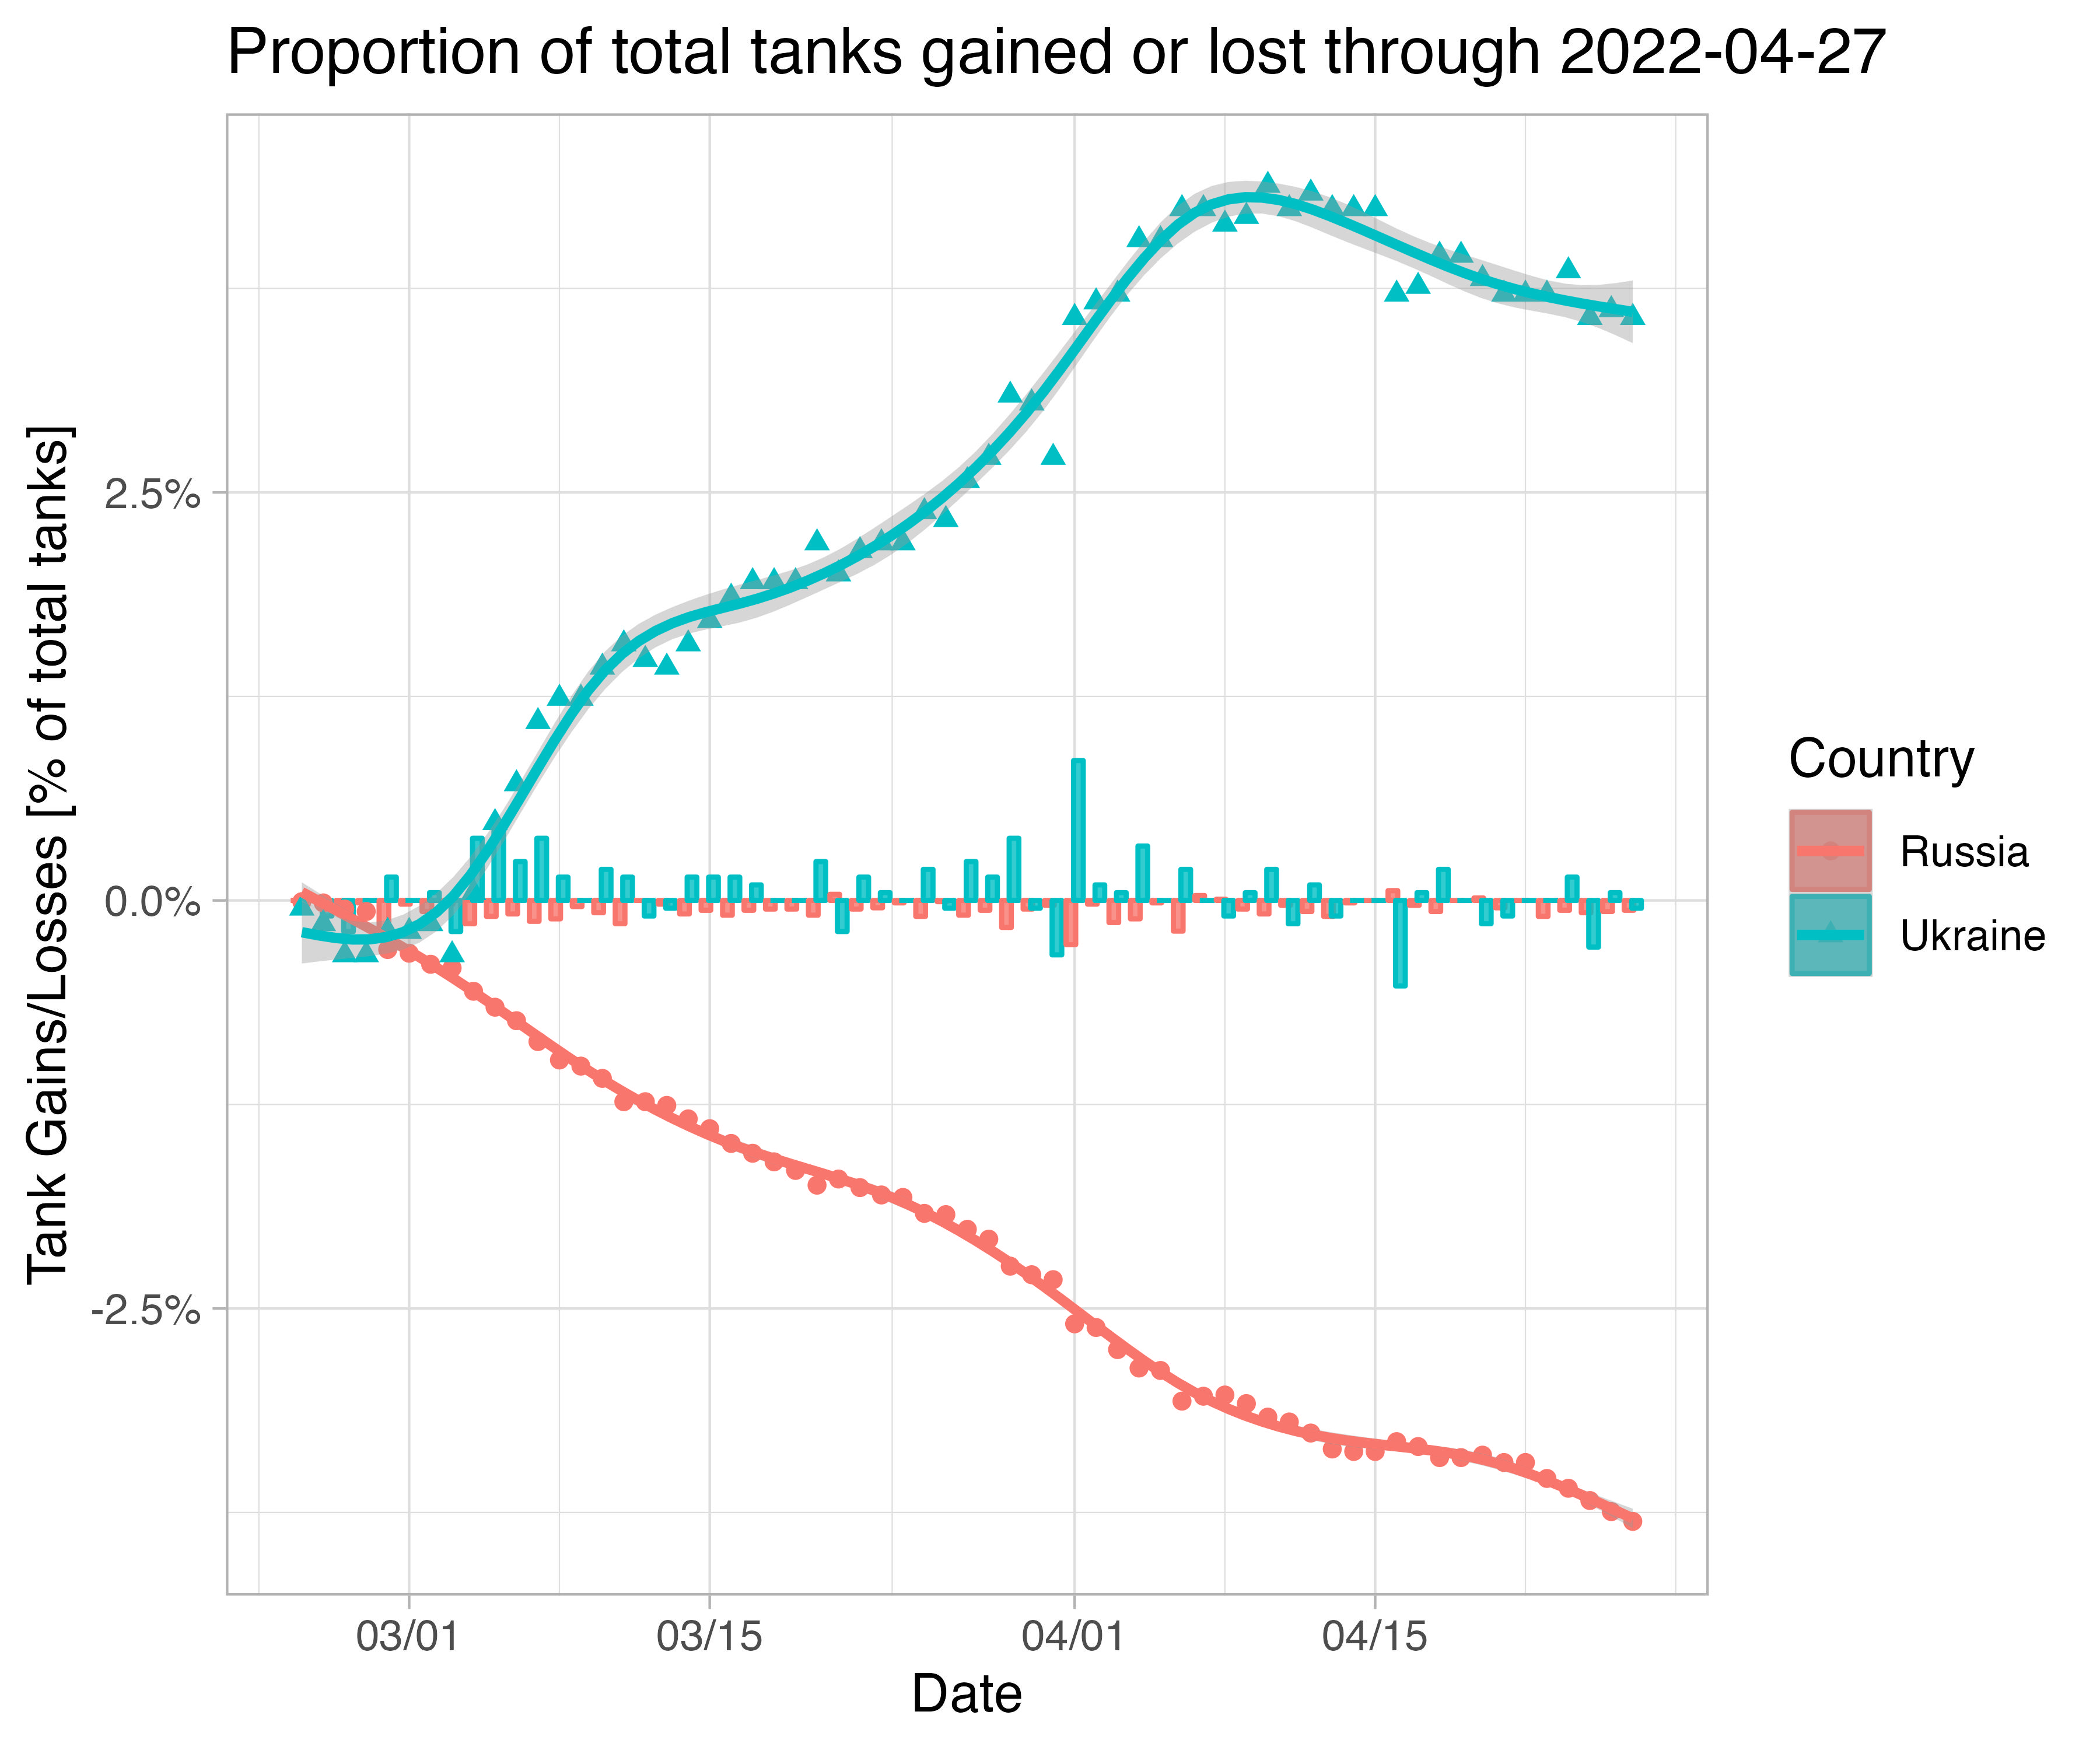 Proportion of total tanks gained or lost through 2022-04-27
Tank Gains/Losses [% of total tanks]
2.5%
0.0%
-2.5%
03/01
03/15
04/01
04/15
Date
Country
Russia
Ukraine